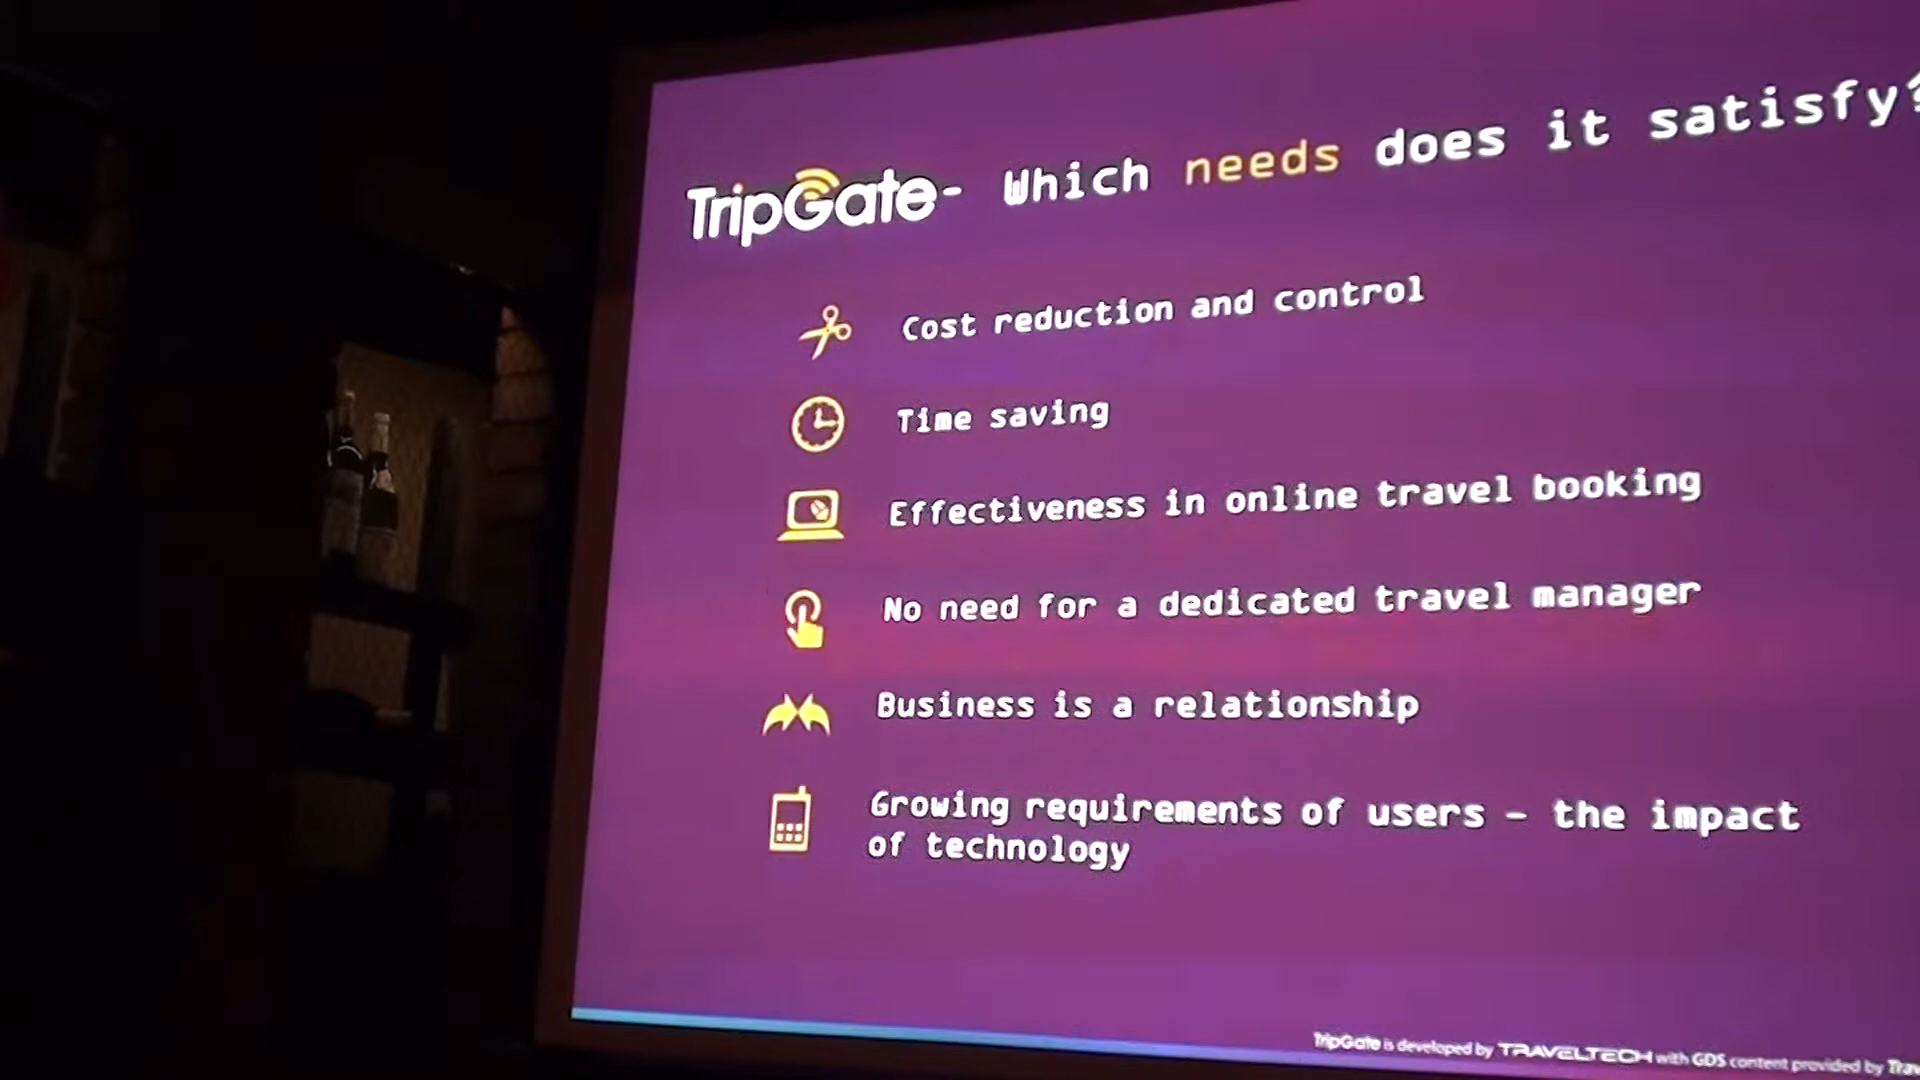 TripGate- Which needs does it satisfy?
Cost reduction and control
Time saving
Effectiveness in online travel booking
No need for a dedicated travel manager
Business is a relationship
Growing requirements of users – the impact
of technology
TripGate is developed by TRAVELTECH with GDS content provided by